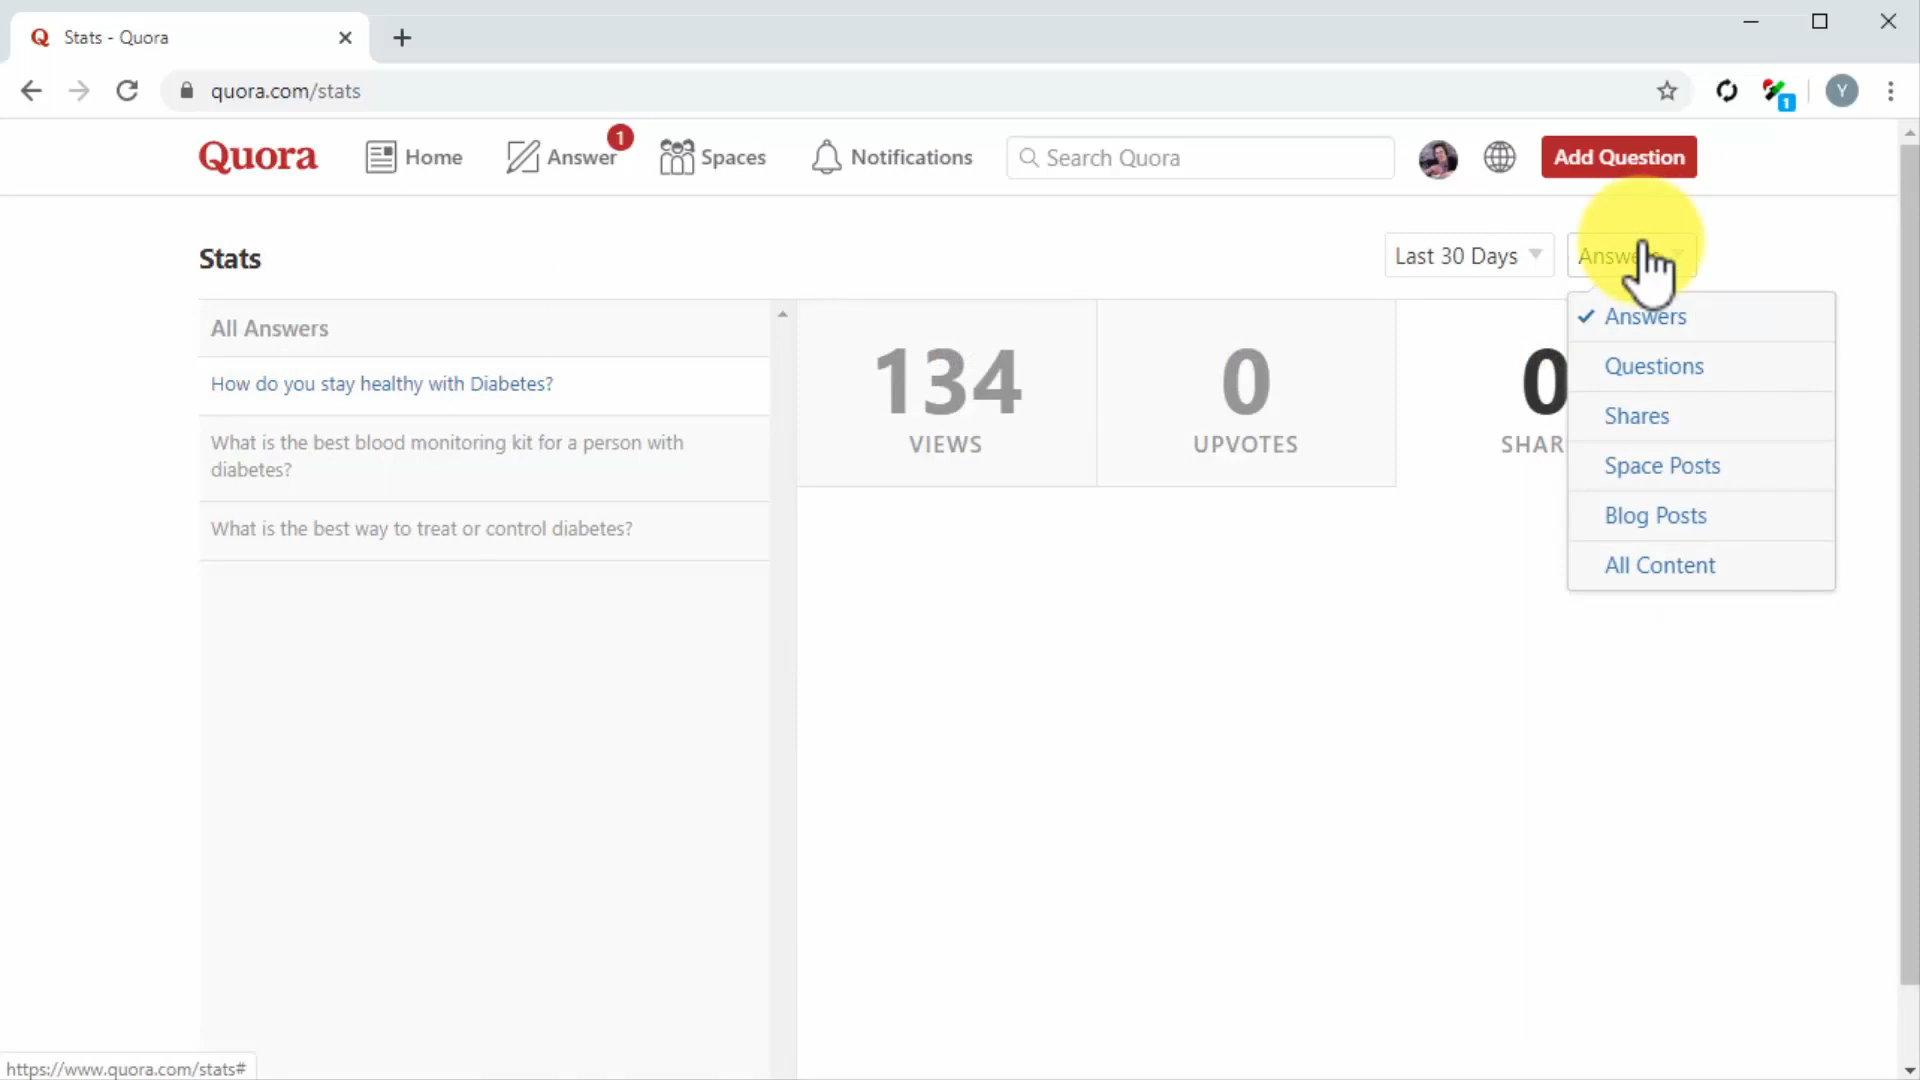 Q Stats - Quora
quora.com/stats
1
Y
Quora
Home
Answer
1
Spaces
Notifications
Search Quora
Add Question
Stats
Last 30 Days
All Answers
How do you stay healthy with Diabetes?
What is the best blood monitoring kit for a person with
diabetes?
What is the best way to treat or control diabetes?
134
VIEWS
0
UPVOTES
0
Answers
Questions
Shares
Space Posts
Blog Posts
All Content
https://www.quora.com/stats#